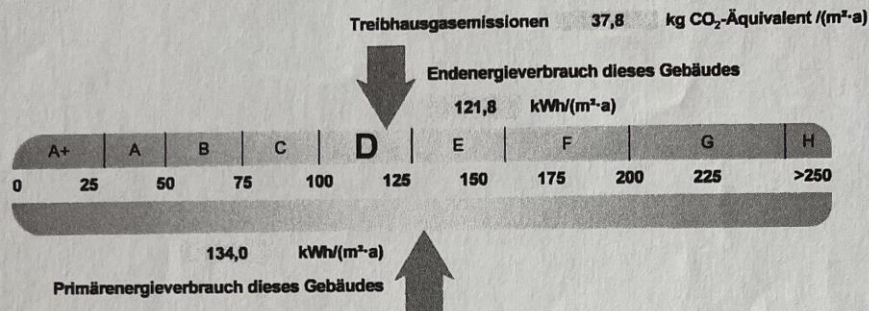 Treibhausgasemissionen 37,8 kg CO₂-Äquivalent /(m²·a)
Endenergieverbrauch dieses Gebäudes
121,8 kWh/(m²·a)
A+ A B C D E F G H
0 25 50 75 100 125 150 175 200 225 >250
134,0 kWh/(m²·a)
Primärenergieverbrauch dieses Gebäudes